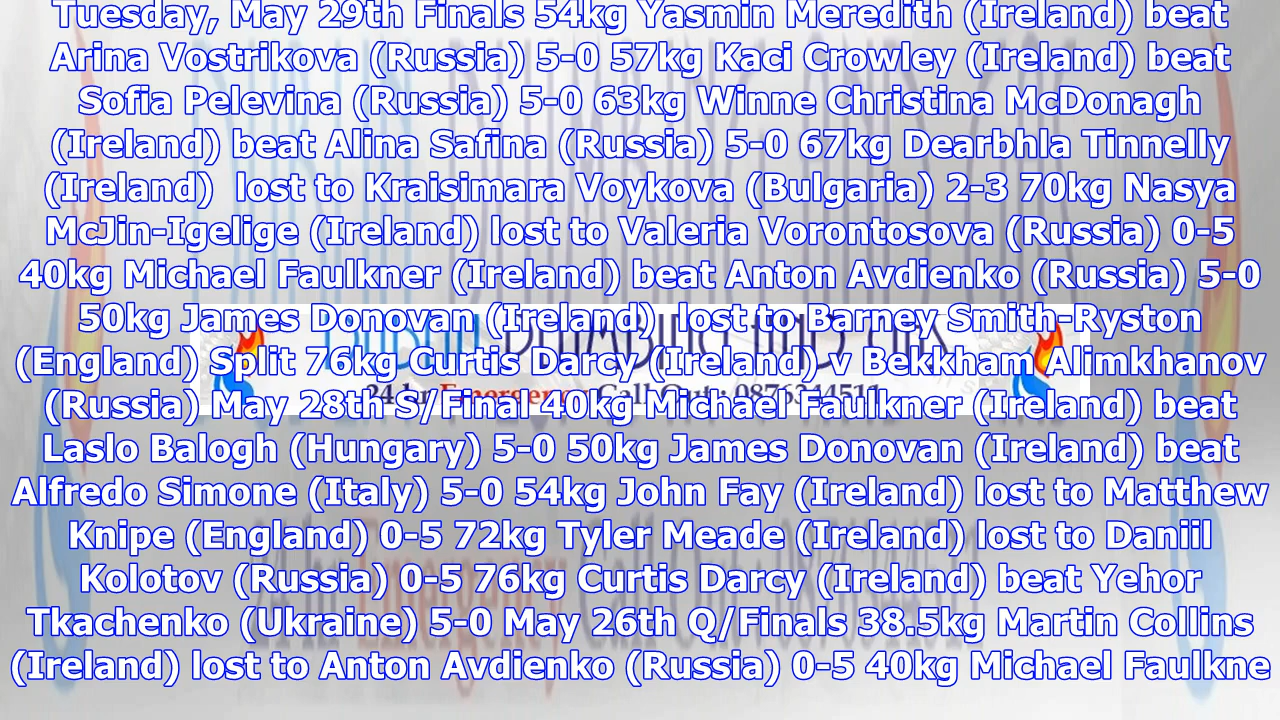 Tuesday, May 29th Finals 54kg Yasmin Meredith (Ireland) beat
Arina Vostrikova (Russia) 5-0 57kg Kaci Crowley (Ireland) beat
Sofia Pelevina (Russia) 5-0 63kg Winne Christina McDonagh
(Ireland) beat Alina Safina (Russia) 5-0 67kg Dearbhla Tinnelly
(Ireland)  lost to Kraisimara Voykova (Bulgaria) 2-3 70kg Nasya
McJin-Igelige (Ireland) lost to Valeria Vorontosova (Russia) 0-5
40kg Michael Faulkner (Ireland) beat Anton Avdienko (Russia) 5-0
50kg James Donovan (Ireland)  lost to Barney Smith-Ryston
(England) Split 76kg Curtis Darcy (Ireland) v Bekkham Alimkhanov
(Russia) May 28th S/Final 40kg Michael Faulkner (Ireland) beat
Laslo Balogh (Hungary) 5-0 50kg James Donovan (Ireland) beat
Alfredo Simone (Italy) 5-0 54kg John Fay (Ireland) lost to Matthew
Knipe (England) 0-5 72kg Tyler Meade (Ireland) lost to Daniil
Kolotov (Russia) 0-5 76kg Curtis Darcy (Ireland) beat Yehor
Tkachenko (Ukraine) 5-0 May 26th Q/Finals 38.5kg Martin Collins
(Ireland) lost to Anton Avdienko (Russia) 0-5 40kg Michael Faulkne